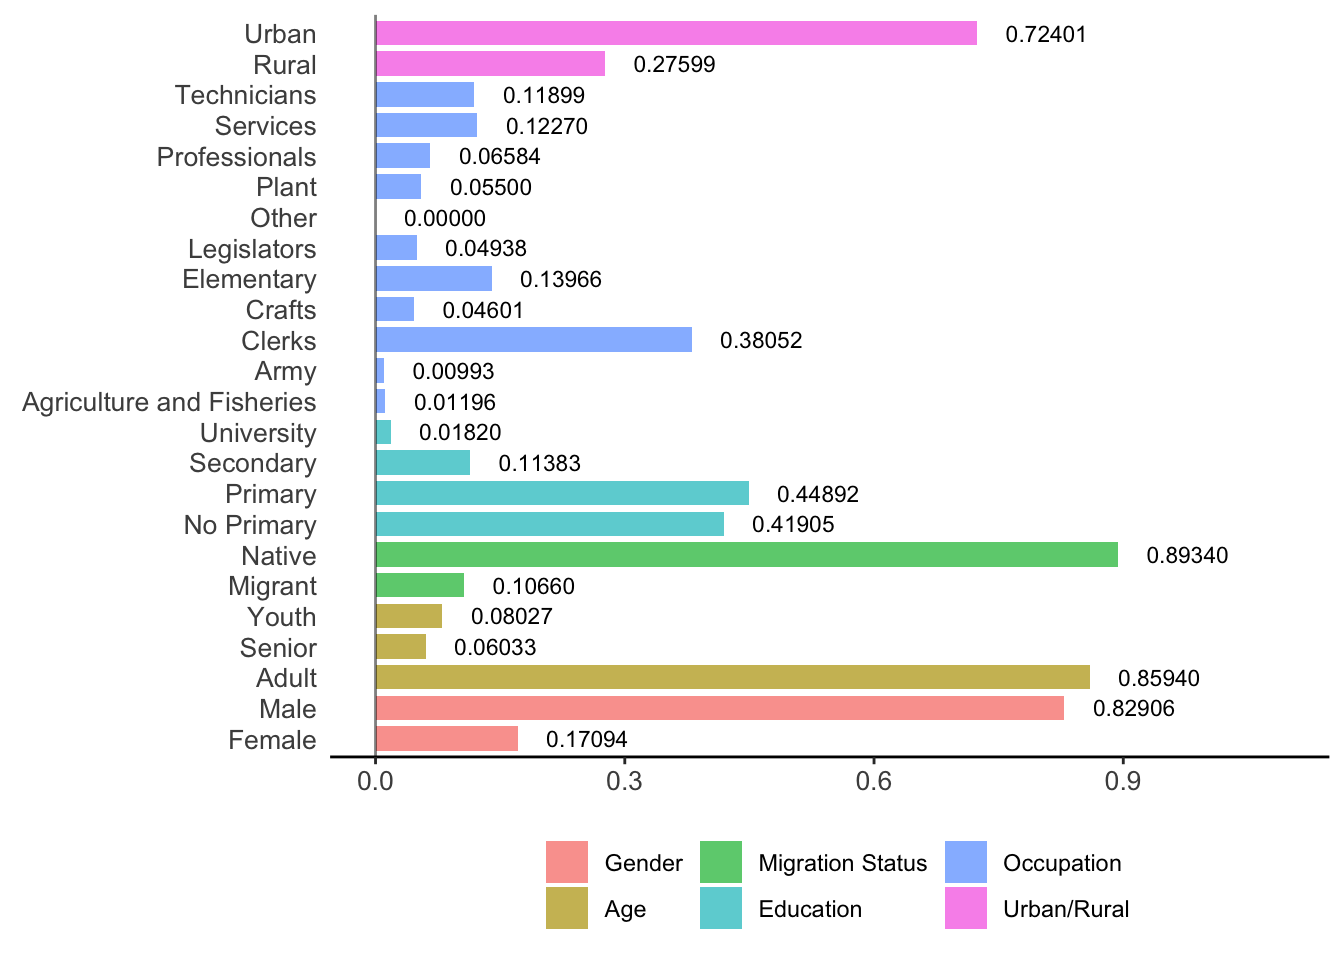 Urban 0.72401
Rural 0.27599
Technicians 0.11899
Services 0.12270
Professionals 0.06584
Plant 0.05500
Other 0.00000
Legislators 0.04938
Elementary 0.13966
Crafts 0.04601
Clerks 0.38052
Army 0.00993
Agriculture and Fisheries 0.01196
University 0.01820
Secondary 0.11383
Primary 0.44892
No Primary 0.41905
Native 0.89340
Migrant 0.10660
Youth 0.08027
Senior 0.06033
Adult 0.85940
Male 0.82906
Female 0.17094
0.0 0.3 0.6 0.9
Gender Migration Status Occupation
Age Education Urban/Rural